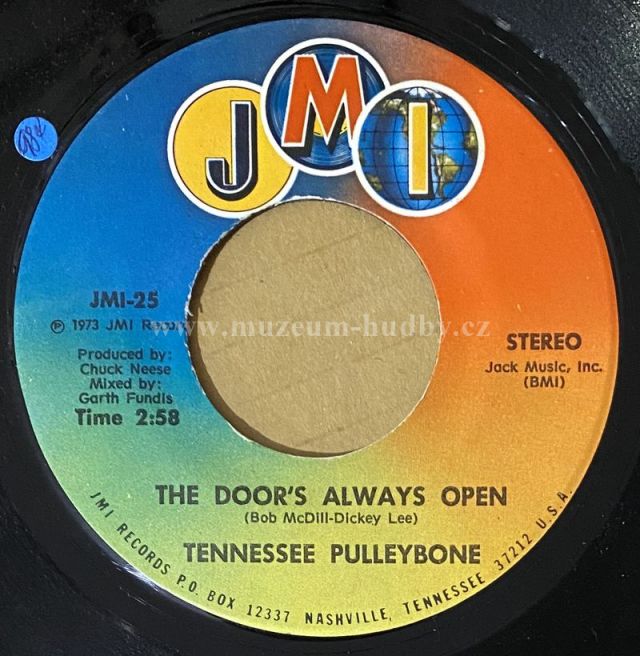 JMI
98¢
JMI-25
℗ 1973 JMI Records
www.muzeum-hudby.cz
Produced by:
Chuck Neese
Mixed by:
Garth Fundis
Time 2:58
STEREO
Jack Music, Inc.
(BMI)
THE DOOR'S ALWAYS OPEN
(Bob McDill-Dickey Lee)
TENNESSEE PULLEYBONE
JMI RECORDS P.O. BOX 12337 NASHVILLE, TENNESSEE 37212 U.S.A.